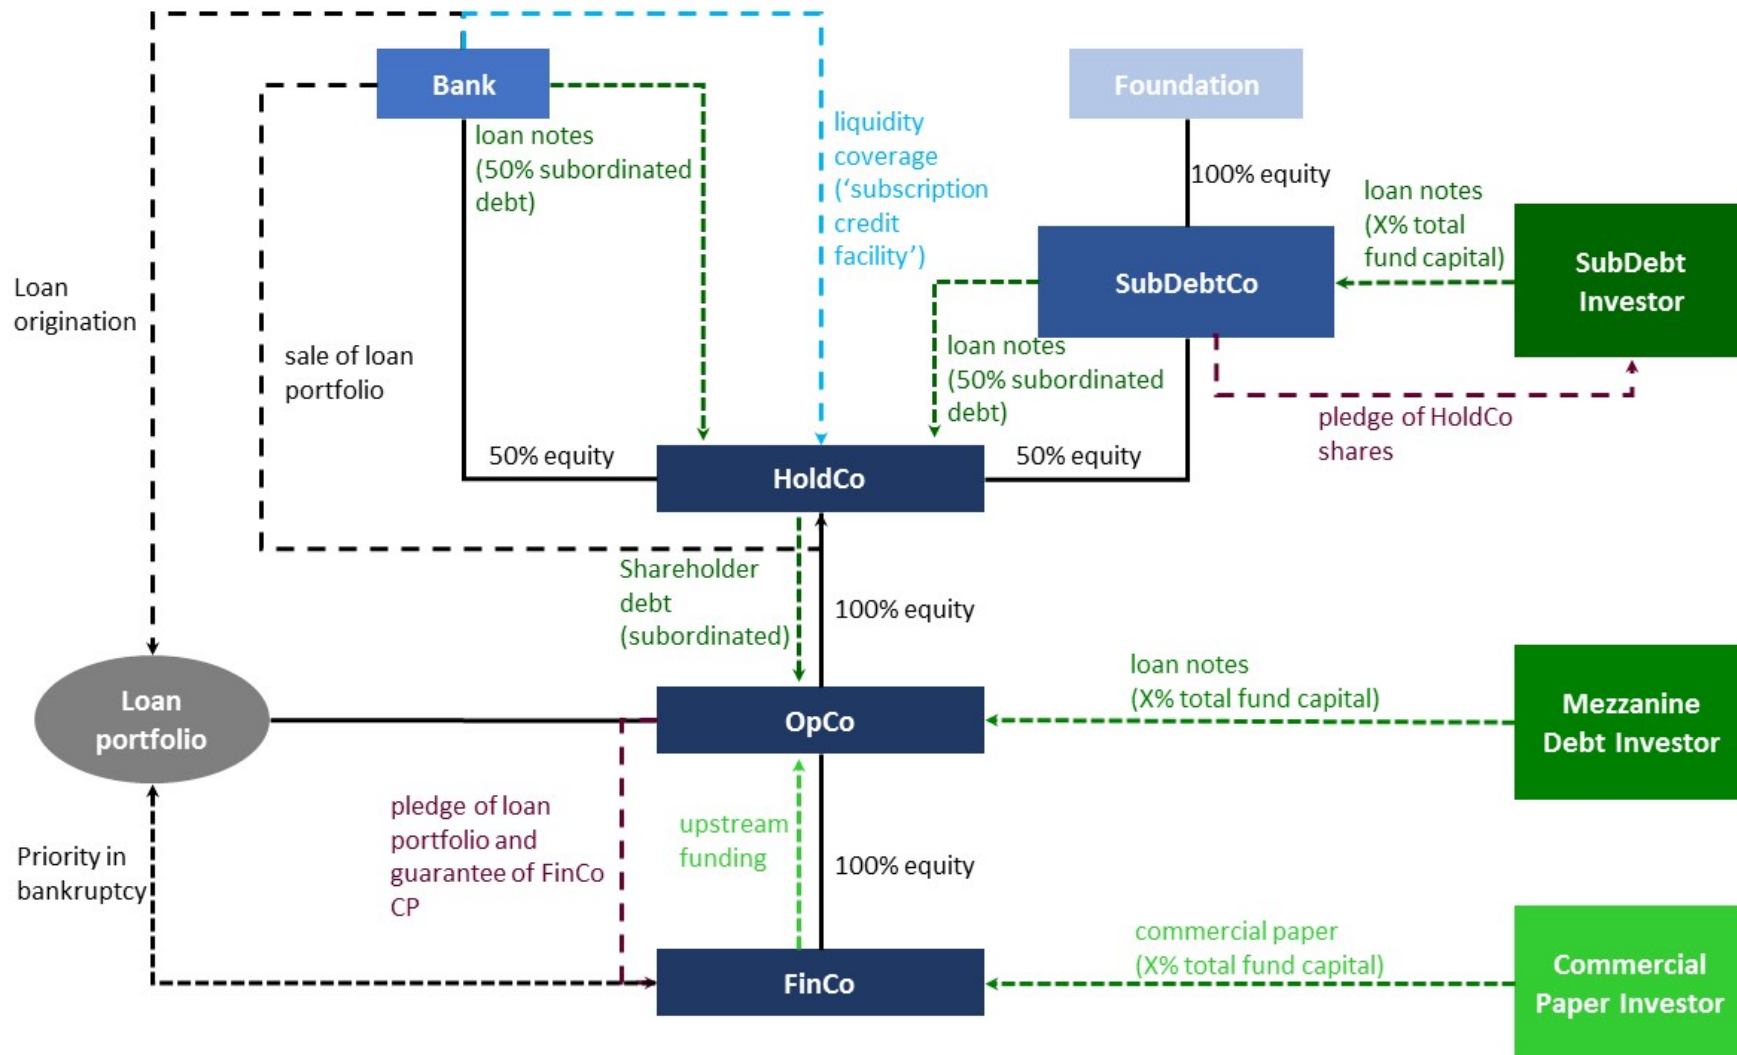 Bank
Foundation
loan notes
(50% subordinated
debt)
liquidity
coverage
(‘subscription
credit
facility’)
100% equity
loan notes
(X% total
fund capital)
SubDebt
Investor
SubDebtCo
Loan
origination
sale of loan
portfolio
loan notes
(50% subordinated
debt)
pledge of HoldCo
shares
50% equity
HoldCo
50% equity
Shareholder
debt
(subordinated)
100% equity
loan notes
(X% total fund capital)
Loan
portfolio
OpCo
Mezzanine
Debt Investor
pledge of loan
portfolio and
guarantee of FinCo
CP
upstream
funding
100% equity
Priority in
bankruptcy
commercial paper
(X% total fund capital)
FinCo
Commercial
Paper Investor